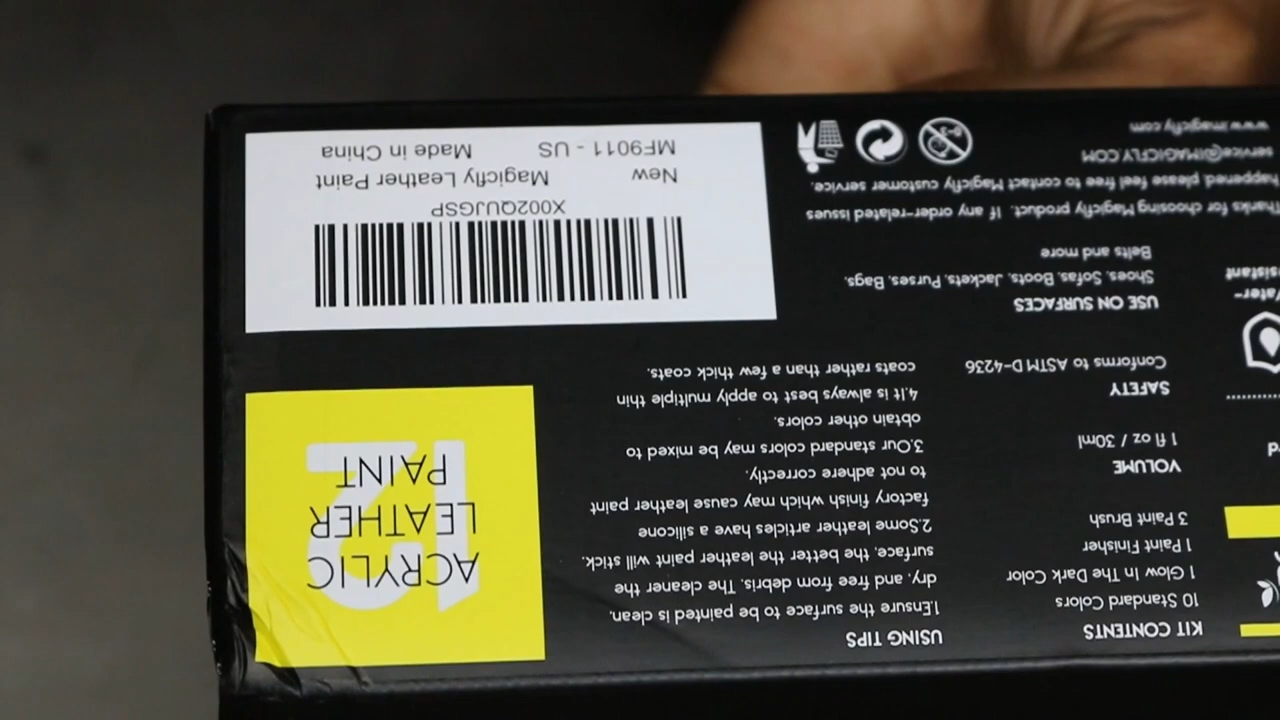 KIT CONTENTS
10 Standard Colors
1 Glow In The Dark Color
1 Paint Finisher
3 Paint Brush
VOLUME
1 fl oz / 30ml
SAFETY
Conforms to ASTM D-4236
USE ON SURFACES
Shoes, Sofas, Boots, Jackets, Purses, Bags,
Belts and more
Thanks for choosing Magicfly product. If any order-related issues
happened, please feel free to contact Magicfly customer service.
service@IMAGICFLY.COM
www.imagicfly.com
USING TIPS
1.Ensure the surface to be painted is clean,
dry, and free from debris. The cleaner the
surface, the better the leather paint will stick.
2.Some leather articles have a silicone
factory finish which may cause leather paint
to not adhere correctly.
3.Our standard colors may be mixed to
obtain other colors.
4.It is always best to apply multiple thin
coats rather than a few thick coats.
12
ACRYLIC
LEATHER
PAINT
X002QUJGSP
New Magicfly Leather Paint
MF9011 - US Made in China